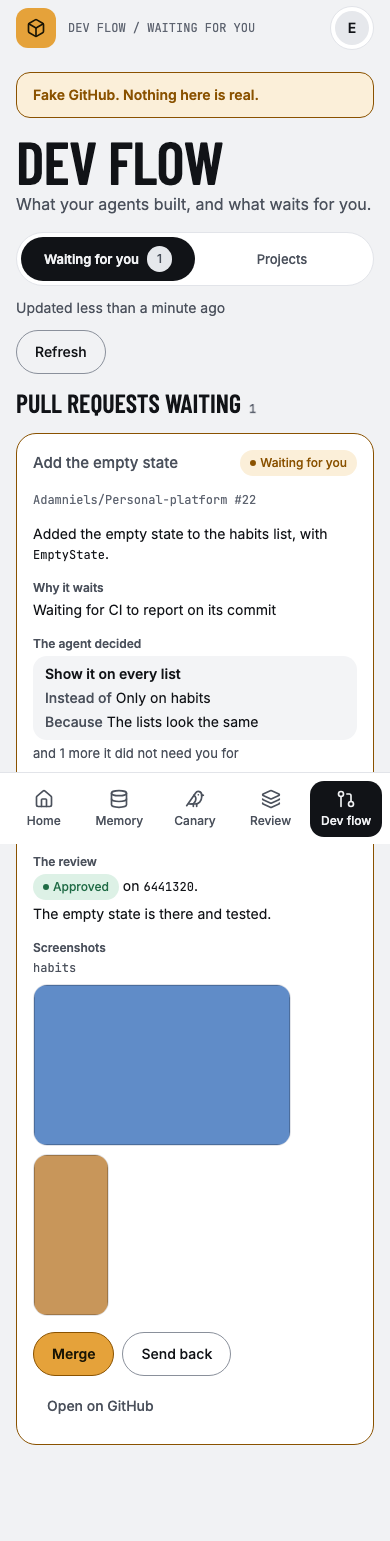 DEV FLOW / WAITING FOR YOU
E
Fake GitHub. Nothing here is real.
DEV FLOW
What your agents built, and what waits for you.
Waiting for you 1
Projects
Updated less than a minute ago
Refresh
PULL REQUESTS WAITING 1
Add the empty state
Waiting for you
Adamniels/Personal-platform #22
Added the empty state to the habits list, with
EmptyState.
Why it waits
Waiting for CI to report on its commit
The agent decided
Show it on every list
Instead of Only on habits
Because The lists look the same
and 1 more it did not need you for
Home
Memory
Canary
Review
Dev flow
The review
Approved on 6441320.
The empty state is there and tested.
Screenshots
habits
Merge
Send back
Open on GitHub